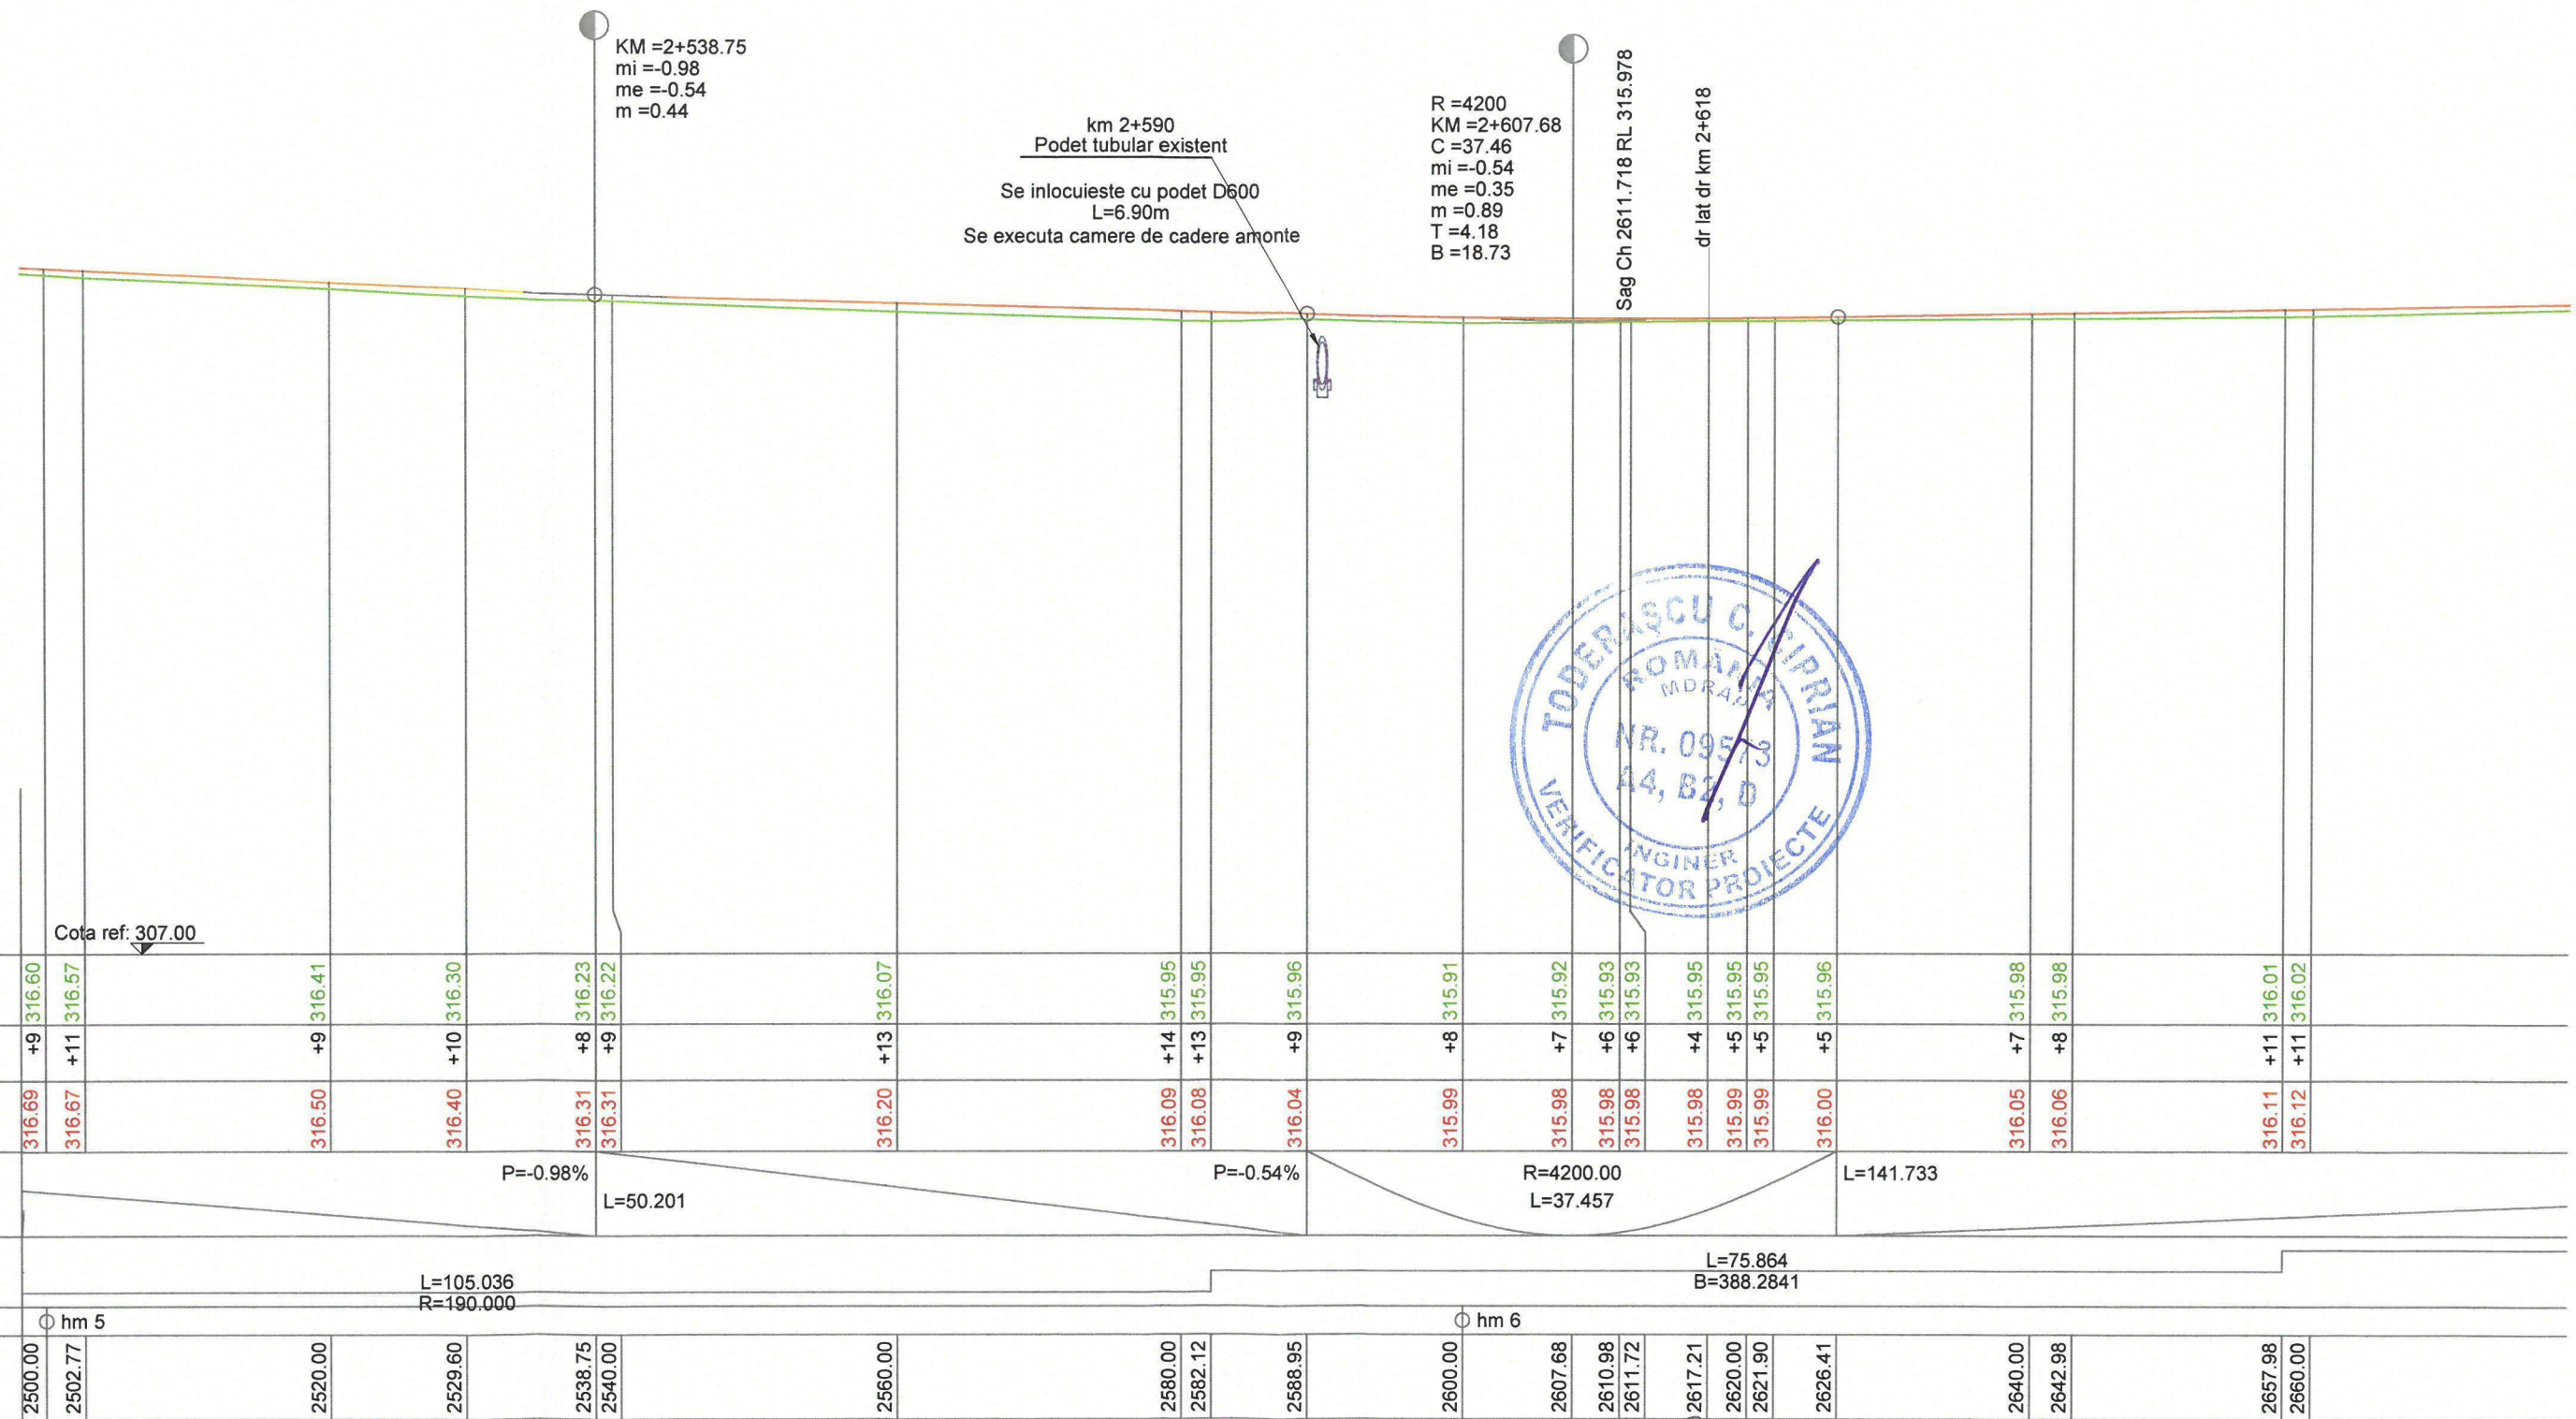 KM =2+538.75
mi =-0.98
me =-0.54
m =0.44
km 2+590
Podet tubular existent
Se inlocuieste cu podet D600
L=6.90m
Se executa camere de cadere amonte
R =4200
KM =2+607.68
C =37.46
mi =-0.54
me =0.35
m =0.89
T =4.18
B =18.73
Sag Ch 2611.718 RL 315.978
dr lat dr km 2+618
TODERAȘCU C. CIPRIAN
ROMÂNIA
MDRAP
NR. 09573
A4, B2, D
INGINER
VERIFICATOR PROIECTE
Cota ref: 307.00
316.60 316.57 316.41 316.30 316.23 316.22 316.07 315.95 315.95 315.96 315.91 315.92 315.93 315.93 315.95 315.95 315.95 315.96 315.98 315.98 316.01 316.02
+9 +11 +9 +10 +8 +9 +13 +14 +13 +9 +8 +7 +6 +6 +4 +5 +5 +5 +7 +8 +11 +11
316.69 316.67 316.50 316.40 316.31 316.31 316.20 316.09 316.08 316.04 315.99 315.98 315.98 315.98 315.98 315.99 315.99 316.00 316.05 316.06 316.11 316.12
P=-0.98%
L=50.201
P=-0.54%
R=4200.00
L=37.457
L=141.733
L=105.036
R=190.000
L=75.864
B=388.2841
hm 5
hm 6
2500.00 2502.77 2520.00 2529.60 2538.75 2540.00 2560.00 2580.00 2582.12 2588.95 2600.00 2607.68 2610.98 2611.72 2617.21 2620.00 2621.90 2626.41 2640.00 2642.98 2657.98 2660.00